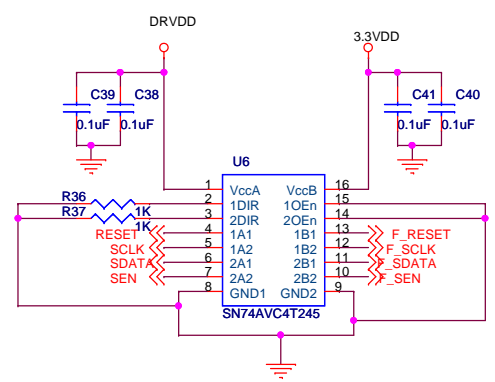 DRVDD
3.3VDD
C39
C38
C41
C40
0.1uF
0.1uF
0.1uF
0.1uF
U6
1 VccA VccB 16
R36 1K 2 1DIR 1OEn 15
R37 1K 3 2DIR 2OEn 14
RESET 4 1A1 1B1 13 F_RESET
SCLK 5 1A2 1B2 12 F_SCLK
SDATA 6 2A1 2B1 11 F_SDATA
SEN 7 2A2 2B2 10 F_SEN
8 GND1 GND2 9
SN74AVC4T245